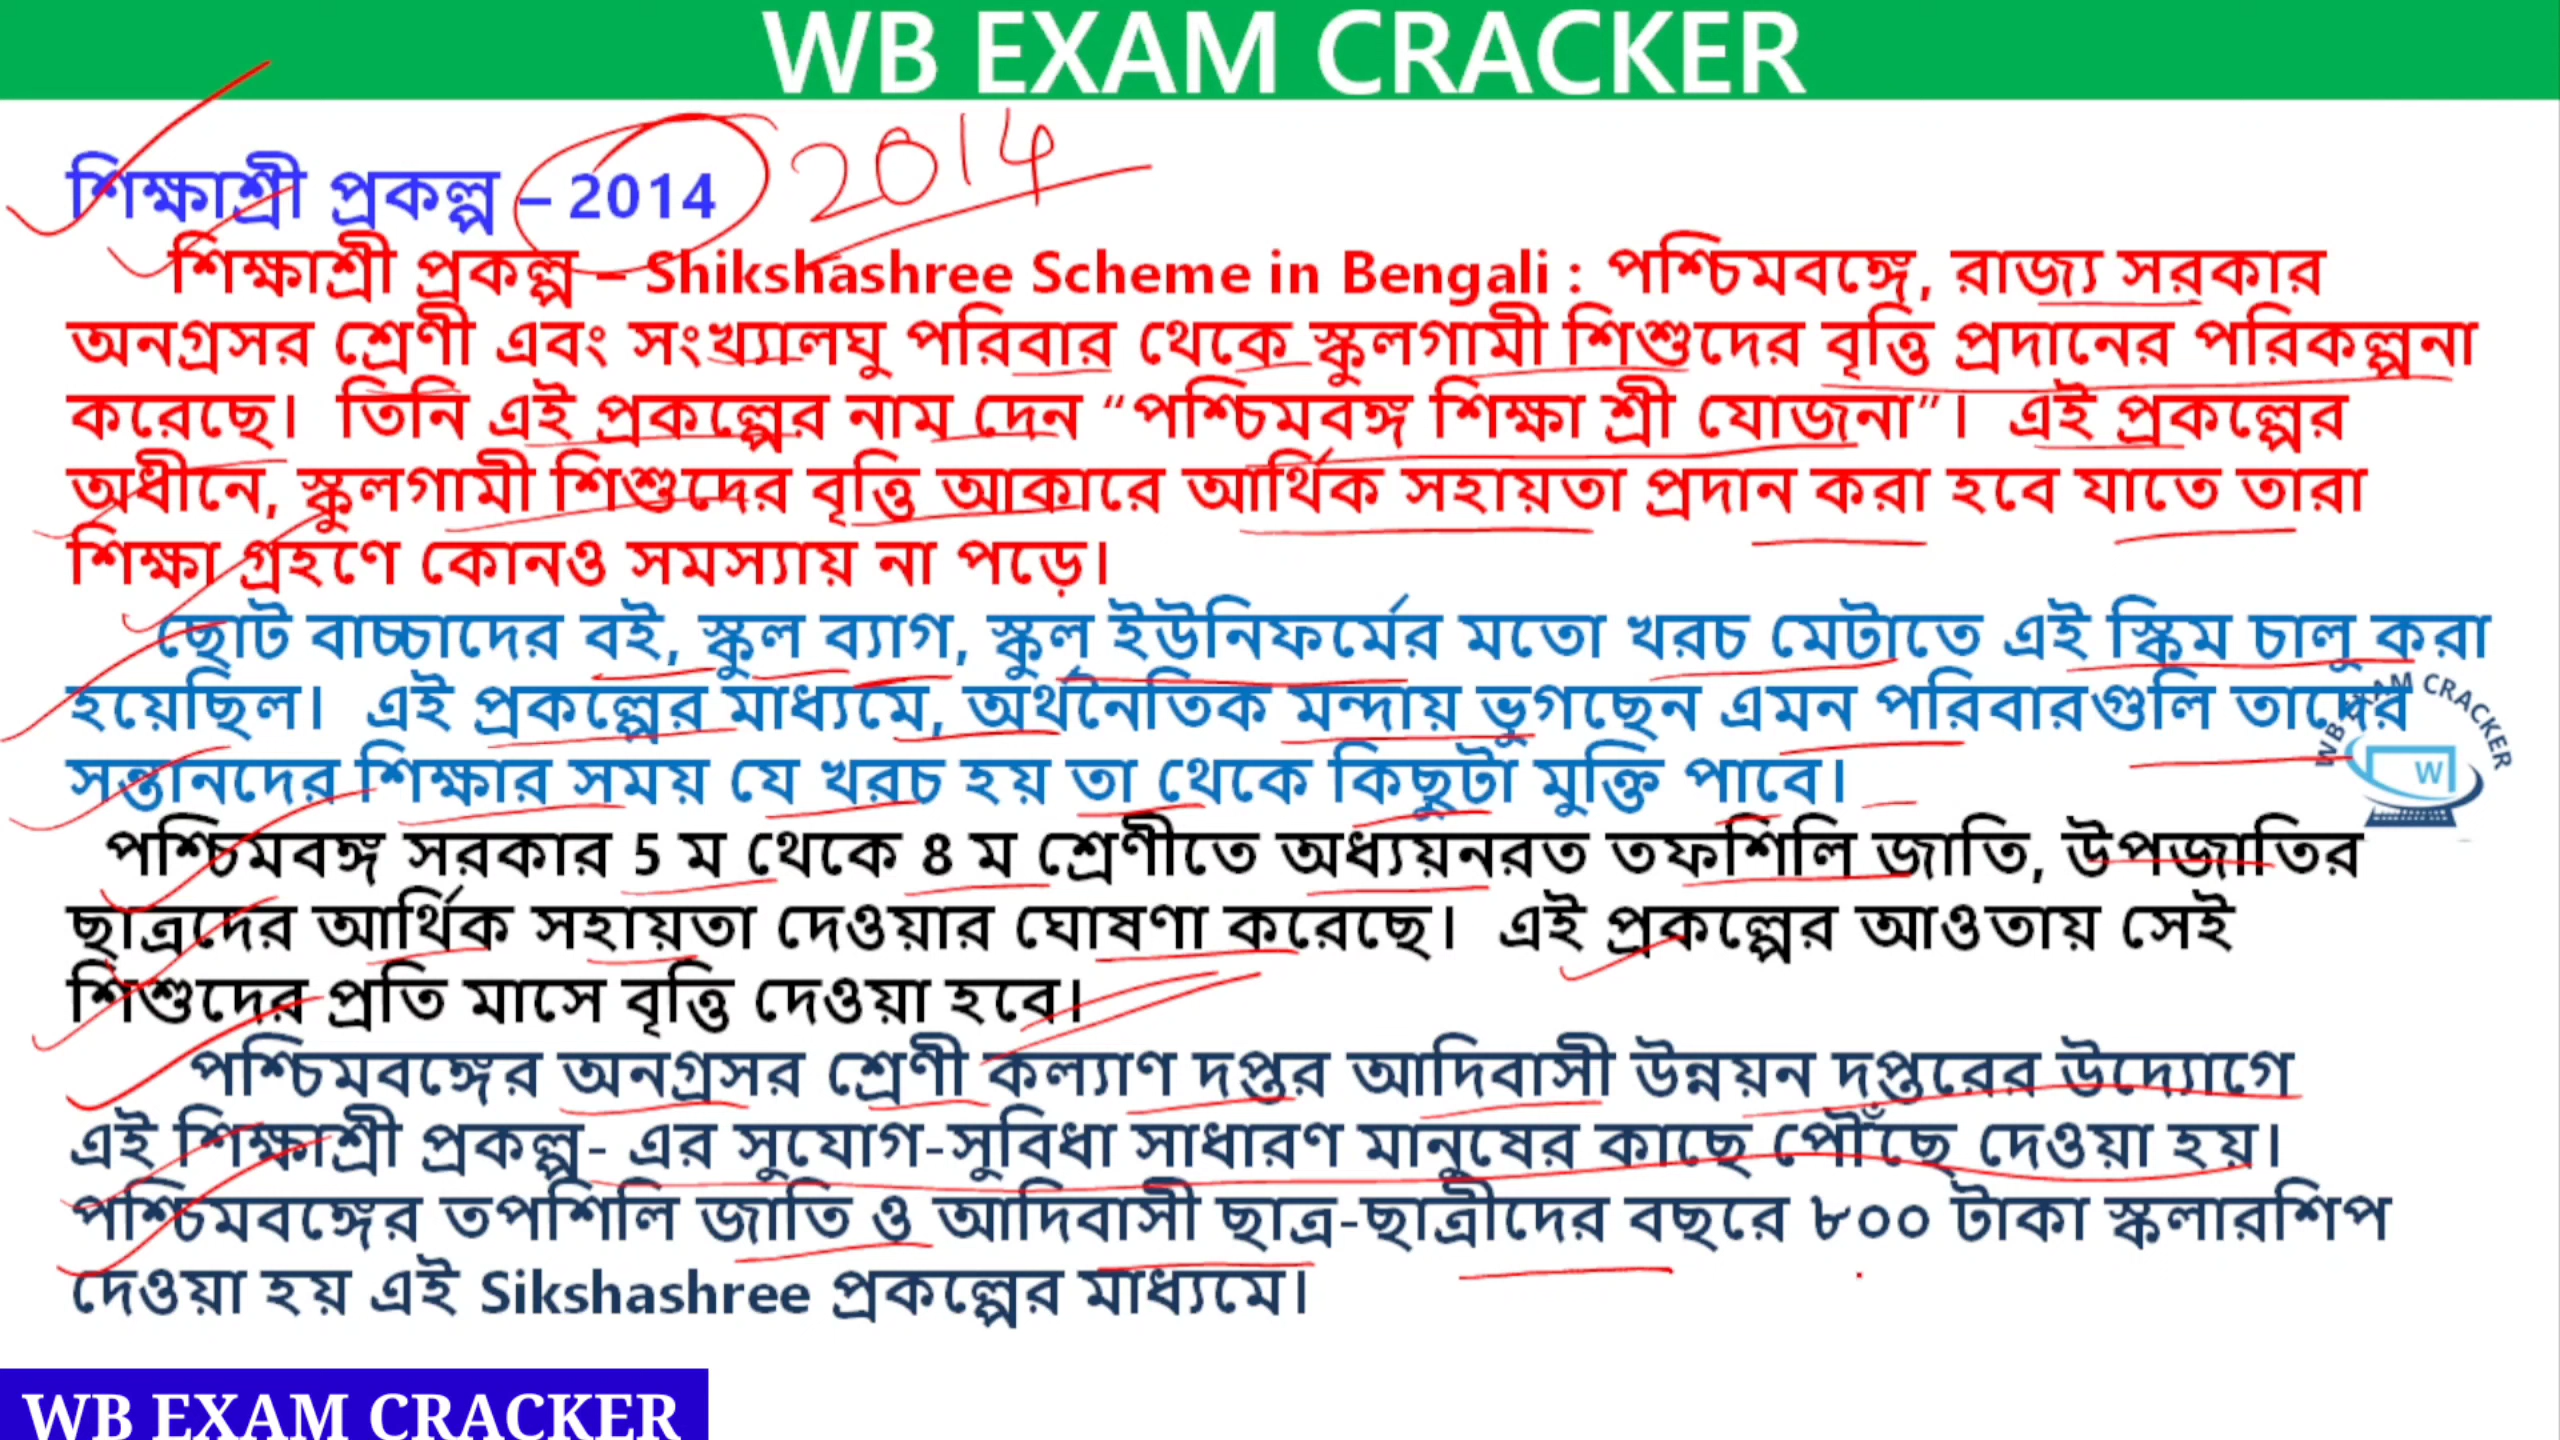 WB EXAM CRACKER
শিক্ষাশ্রী প্রকল্প – 2014 2014
শিক্ষাশ্রী প্রকল্প – Shikshashree Scheme in Bengali : পশ্চিমবঙ্গে, রাজ্য সরকার
অনগ্রসর শ্রেণী এবং সংখ্যালঘু পরিবার থেকে স্কুলগামী শিশুদের বৃত্তি প্রদানের পরিকল্পনা
করেছে। তিনি এই প্রকল্পের নাম দেন “পশ্চিমবঙ্গ শিক্ষা শ্রী যোজনা”। এই প্রকল্পের
অধীনে, স্কুলগামী শিশুদের বৃত্তি আকারে আর্থিক সহায়তা প্রদান করা হবে যাতে তারা
শিক্ষা গ্রহণে কোনও সমস্যায় না পড়ে।
ছোট বাচ্চাদের বই, স্কুল ব্যাগ, স্কুল ইউনিফর্মের মতো খরচ মেটাতে এই স্কিম চালু করা
হয়েছিল। এই প্রকল্পের মাধ্যমে, অর্থনৈতিক মন্দায় ভুগছেন এমন পরিবারগুলি তাদের
সন্তানদের শিক্ষার সময় যে খরচ হয় তা থেকে কিছুটা মুক্তি পাবে।
WB EXAM CRACKER
W
পশ্চিমবঙ্গ সরকার 5 ম থেকে 8 ম শ্রেণীতে অধ্যয়নরত তফশিলি জাতি, উপজাতির
ছাত্রদের আর্থিক সহায়তা দেওয়ার ঘোষণা করেছে। এই প্রকল্পের আওতায় সেই
শিশুদের প্রতি মাসে বৃত্তি দেওয়া হবে।
পশ্চিমবঙ্গের অনগ্রসর শ্রেণী কল্যাণ দপ্তর আদিবাসী উন্নয়ন দপ্তরের উদ্যোগে
এই শিক্ষাশ্রী প্রকল্প- এর সুযোগ-সুবিধা সাধারণ মানুষের কাছে পৌঁছে দেওয়া হয়।
পশ্চিমবঙ্গের তপশিলি জাতি ও আদিবাসী ছাত্র-ছাত্রীদের বছরে ৮০০ টাকা স্কলারশিপ
দেওয়া হয় এই Sikshashree প্রকল্পের মাধ্যমে।
WB EXAM CRACKER